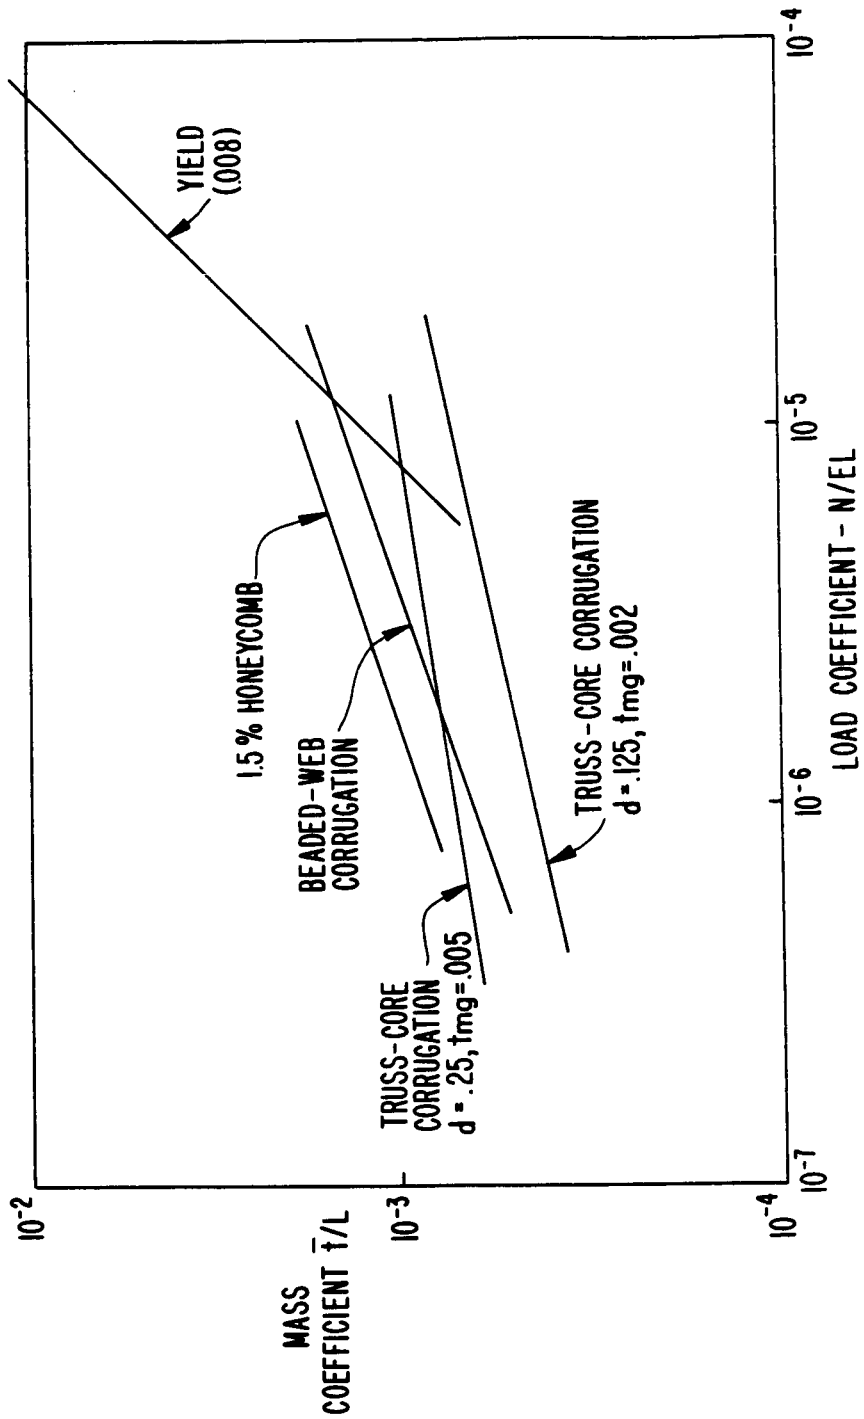 10⁻²
MASS
COEFFICIENT t̄/L
10⁻³
10⁻⁴
YIELD
(.008)
1.5% HONEYCOMB
BEADED-WEB
CORRUGATION
TRUSS-CORE
CORRUGATION
d = .25, tmg=.005
TRUSS-CORE CORRUGATION
d = .125, tmg=.002
10⁻⁷
10⁻⁶
10⁻⁵
10⁻⁴
LOAD COEFFICIENT - N/EL